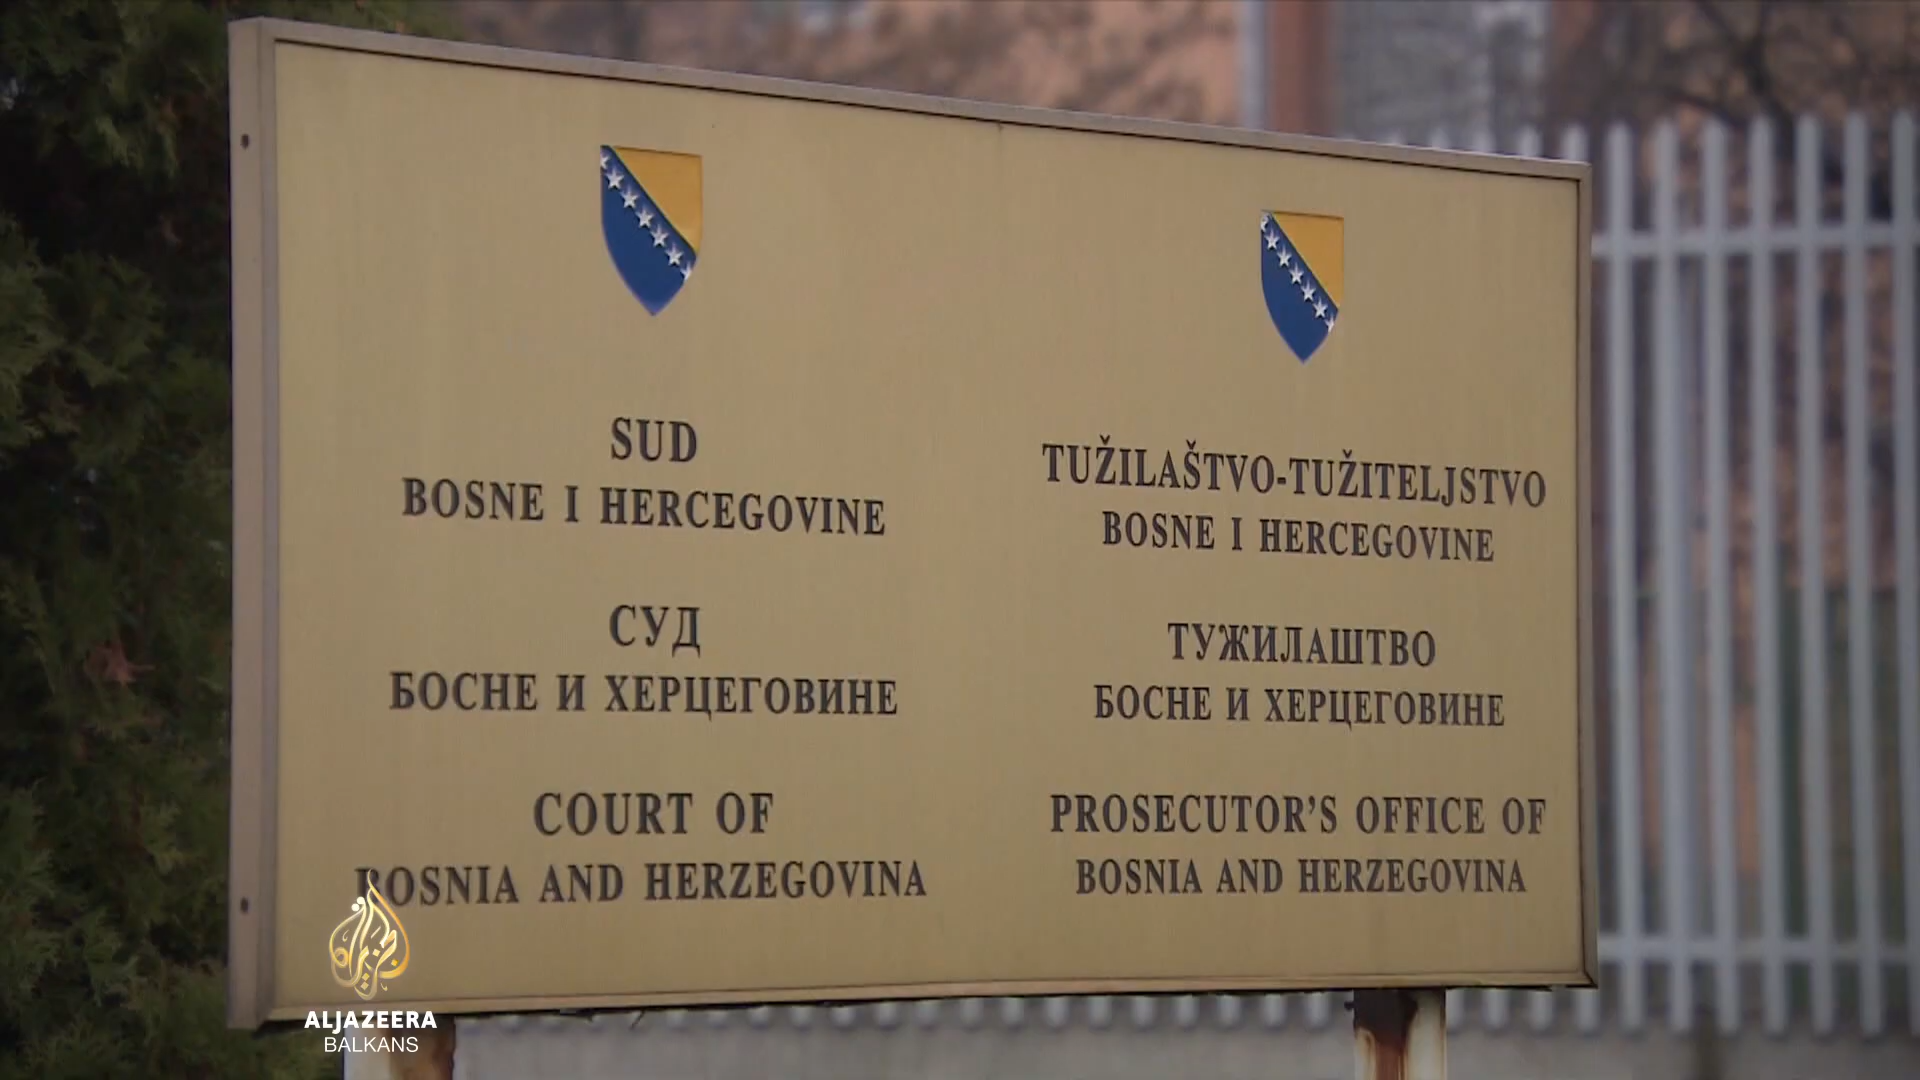 SUD
BOSNE I HERCEGOVINE
СУД
БОСНЕ И ХЕРЦЕГОВИНЕ
COURT OF
BOSNIA AND HERZEGOVINA
TUŽILAŠTVO-TUŽITELJSTVO
BOSNE I HERCEGOVINE
ТУЖИЛАШТВО
БОСНЕ И ХЕРЦЕГОВИНЕ
PROSECUTOR'S OFFICE OF
BOSNIA AND HERZEGOVINA
الجزيرة
ALJAZEERA
BALKANS